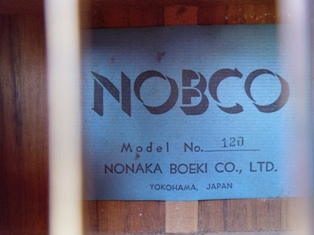 NOBCO
Model No. 120
NONAKA BOEKI CO., LTD.
YOKOHAMA, JAPAN